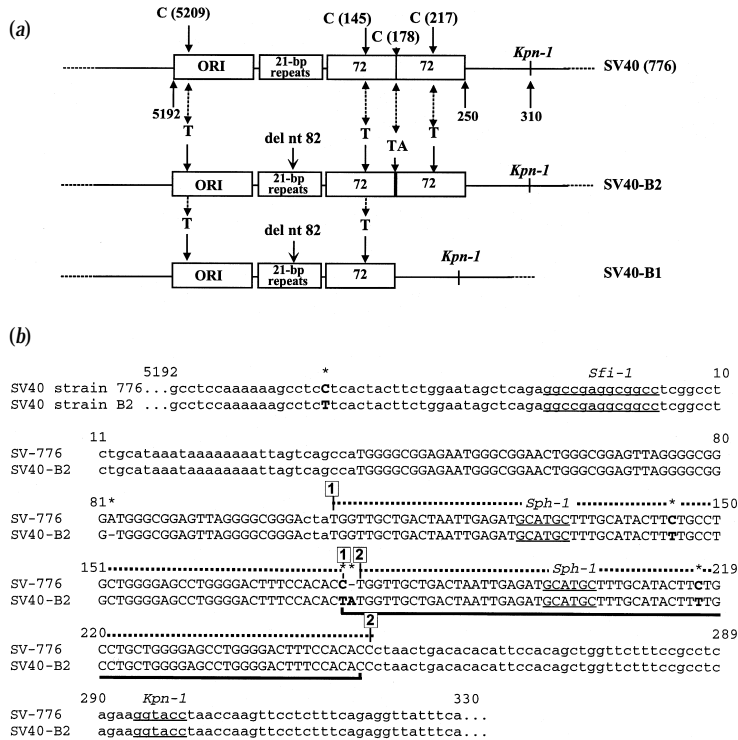 (a)
C (5209) C (145) C (217)
C (178)
Kpn-1
ORI 21-bp repeats 72 72 SV40 (776)
5192 250 310
T T TA T
del nt 82
Kpn-1
ORI 21-bp repeats 72 72 SV40-B2
T T
del nt 82
Kpn-1
ORI 21-bp repeats 72 SV40-B1
(b)
5192 * Sfi-1 10
SV40 strain 776...gcctccaaaaaagcctcCtcactacttctggaatagctcagaggccgaggcggcctcggcct
SV40 strain B2 ...gcctccaaaaaagcctcTtcactacttctggaatagctcagaggccgaggcggcctcggcct
11 80
SV-776 ctgcataaataaaaaaaattagtcagccaTGGGGCGGAGAATGGGCGGAACTGGGCGGAGTTAGGGGCGG
SV40-B2 ctgcataaataaaaaaaattagtcagccaTGGGGCGGAGAATGGGCGGAACTGGGCGGAGTTAGGGGCGG
1
81* Sph-1 * 150
SV-776 GATGGGCGGAGTTAGGGGCGGGActaTGGTTGCTGACTAATTGAGATGCATGCTTTGCATACTTCTGCCT
SV40-B2 G-TGGGCGGAGTTAGGGGCGGGActaTGGTTGCTGACTAATTGAGATGCATGCTTTGCATACTTTTGCCT
1 2
151 ** Sph-1 *219
SV-776 GCTGGGGAGCCTGGGGACTTTCCACACC-TGGTTGCTGACTAATTGAGATGCATGCTTTGCATACTTCTG
SV40-B2 GCTGGGGAGCCTGGGGACTTTCCACACTATGGTTGCTGACTAATTGAGATGCATGCTTTGCATACTTTTG
220 2 289
SV-776 CCTGCTGGGGAGCCTGGGGACTTTCCACACCctaactgacacacattccacagctggttctttccgcctc
SV40-B2 CCTGCTGGGGAGCCTGGGGACTTTCCACACCctaactgacacacattccacagctggttctttccgcctc
290 Kpn-1 330
SV-776 agaaggtacctaaccaagttcctctttcagaggttatttca...
SV40-B2 agaaggtacctaaccaagttcctctttcagaggttatttca...